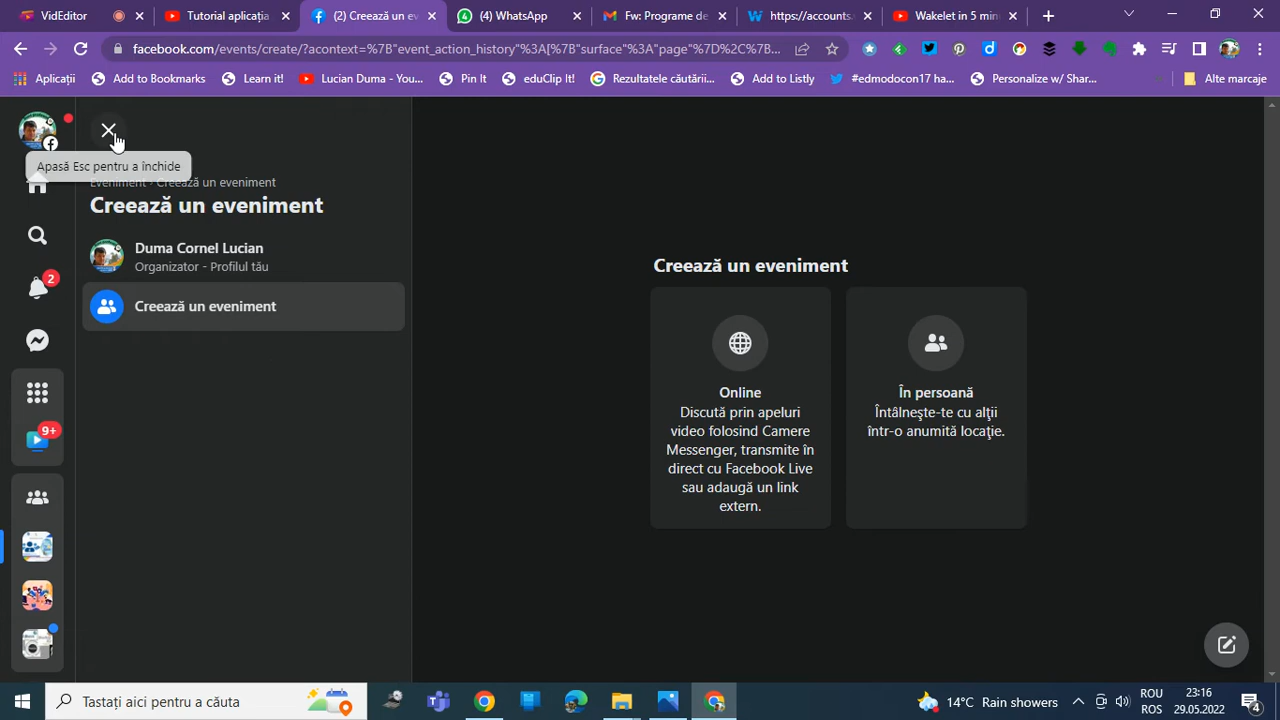 VidEditor
Tutorial aplicația
(2) Creează un ev
(4) WhatsApp
Fw: Programe de
https://accounts.
Wakelet in 5 min
facebook.com/events/create/?acontext=%7B"event_action_history"%3A[%7B"surface"%3A"page"%7D%2C%7B...
Aplicații
Add to Bookmarks
Learn it!
Lucian Duma - You...
Pin It
eduClip It!
Rezultatele căutării...
Add to Listly
#edmodocon17 ha...
Personalize w/ Shar...
Alte marcaje
Apasă Esc pentru a închide
Eveniment › Creează un eveniment
Creează un eveniment
Duma Cornel Lucian
Organizator - Profilul tău
Creează un eveniment
2
9+
Creează un eveniment
Online
Discută prin apeluri
video folosind Camere
Messenger, transmite în
direct cu Facebook Live
sau adaugă un link
extern.
În persoană
Întâlnește-te cu alții
într-o anumită locație.
Tastați aici pentru a căuta
14°C Rain showers
ROU
ROS
23:16
29.05.2022
4